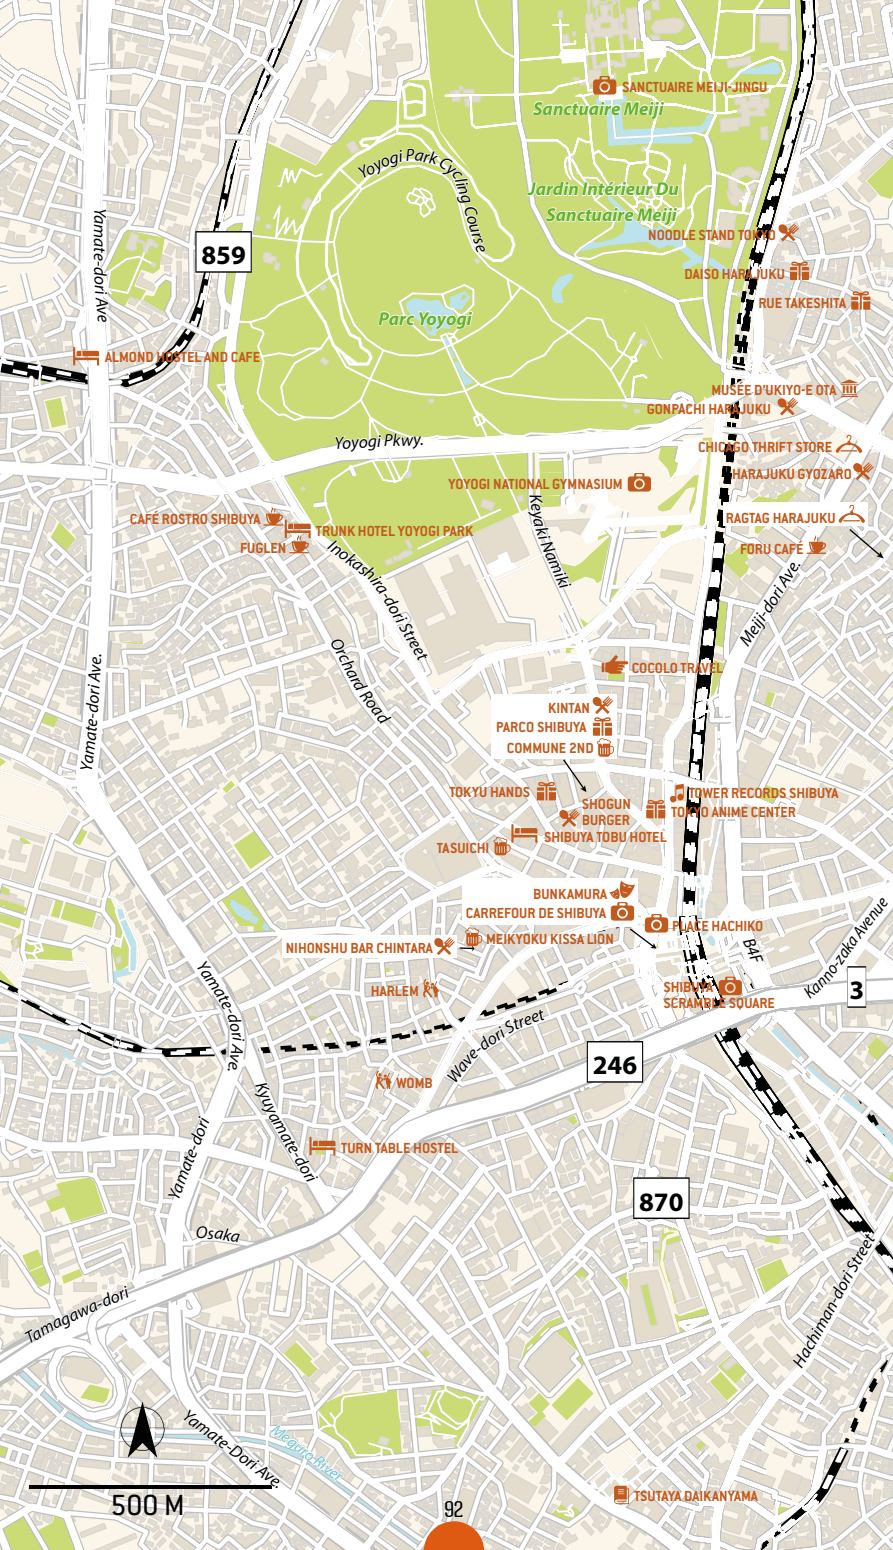 SANCTUAIRE MEIJI-JINGU
Sanctuaire Meiji
Yoyogi Park Cycling Course
Jardin Intérieur Du
Sanctuaire Meiji
Yamate-dori Ave
NOODLE STAND TOKYO
859
DAISO HARAJUKU
RUE TAKESHITA
Parc Yoyogi
ALMOND HOSTEL AND CAFE
MUSEE D'UKIYO-E OTA
GONPACHI HARAJUKU
Yoyogi Pkwy.
CHICAGO THRIFT STORE
HARAJUKU GYOZARO
YOYOGI NATIONAL GYMNASIUM
Keyaki Namiki
CAFÉ ROSTRO SHIBUYA
TRUNK HOTEL YOYOGI PARK
RAGTAG HARAJUKU
FUGLEN
FORU CAFÉ
Inokashira-dori Street
Meiji-dori Ave.
Orchard Road
Yamate-dori Ave.
COCOLO TRAVEL
KINTAN
PARCO SHIBUYA
COMMUNE 2ND
TOKYU HANDS
TOWER RECORDS SHIBUYA
SHOGUN
BURGER
TOKYO ANIME CENTER
SHIBUYA TOBU HOTEL
TASUICHI
BUNKAMURA
CARREFOUR DE SHIBUYA
PLACE HACHIKO
MEIKYOKU KISSA LION
NIHONSHU BAR CHINTARA
B4F
Kanno-zaka Avenue
HARLEM
SHIBUYA
SCRAMBLE SQUARE
3
Yamate-dori Ave.
Wave-dori Street
246
WOMB
Kyuyamate-dori
Yamate-dori
TURN TABLE HOSTEL
870
Osaka
Hachiman-dori Street
Tamagawa-dori
Yamate-Dori Ave.
Meguro River
500 M
92
TSUTAYA DAIKANYAMA